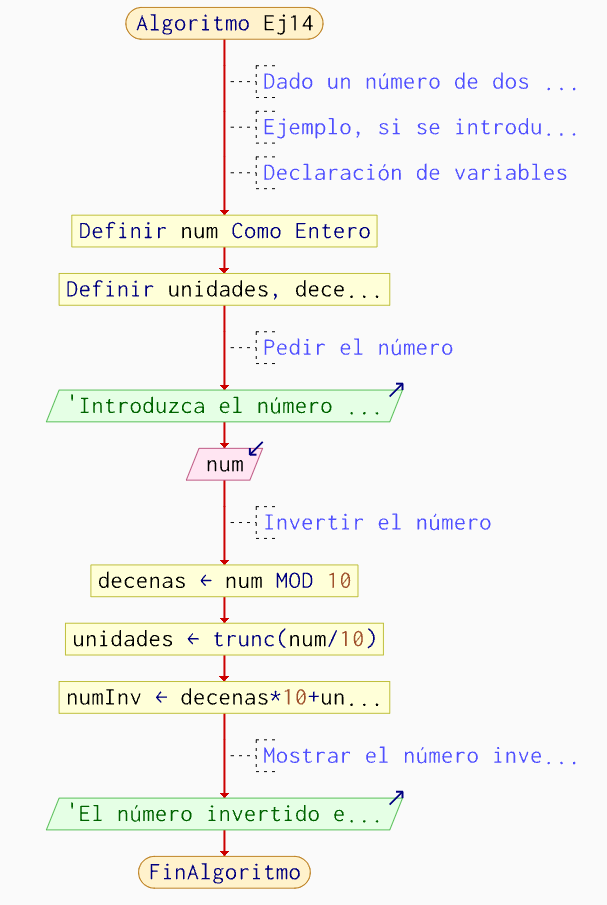 Algoritmo Ej14
Dado un número de dos ...
Ejemplo, si se introdu...
Declaración de variables
Definir num Como Entero
Definir unidades, dece...
Pedir el número
'Introduzca el número ...
num
Invertir el número
decenas ← num MOD 10
unidades ← trunc(num/10)
numInv ← decenas*10+un...
Mostrar el número inve...
'El número invertido e...
FinAlgoritmo